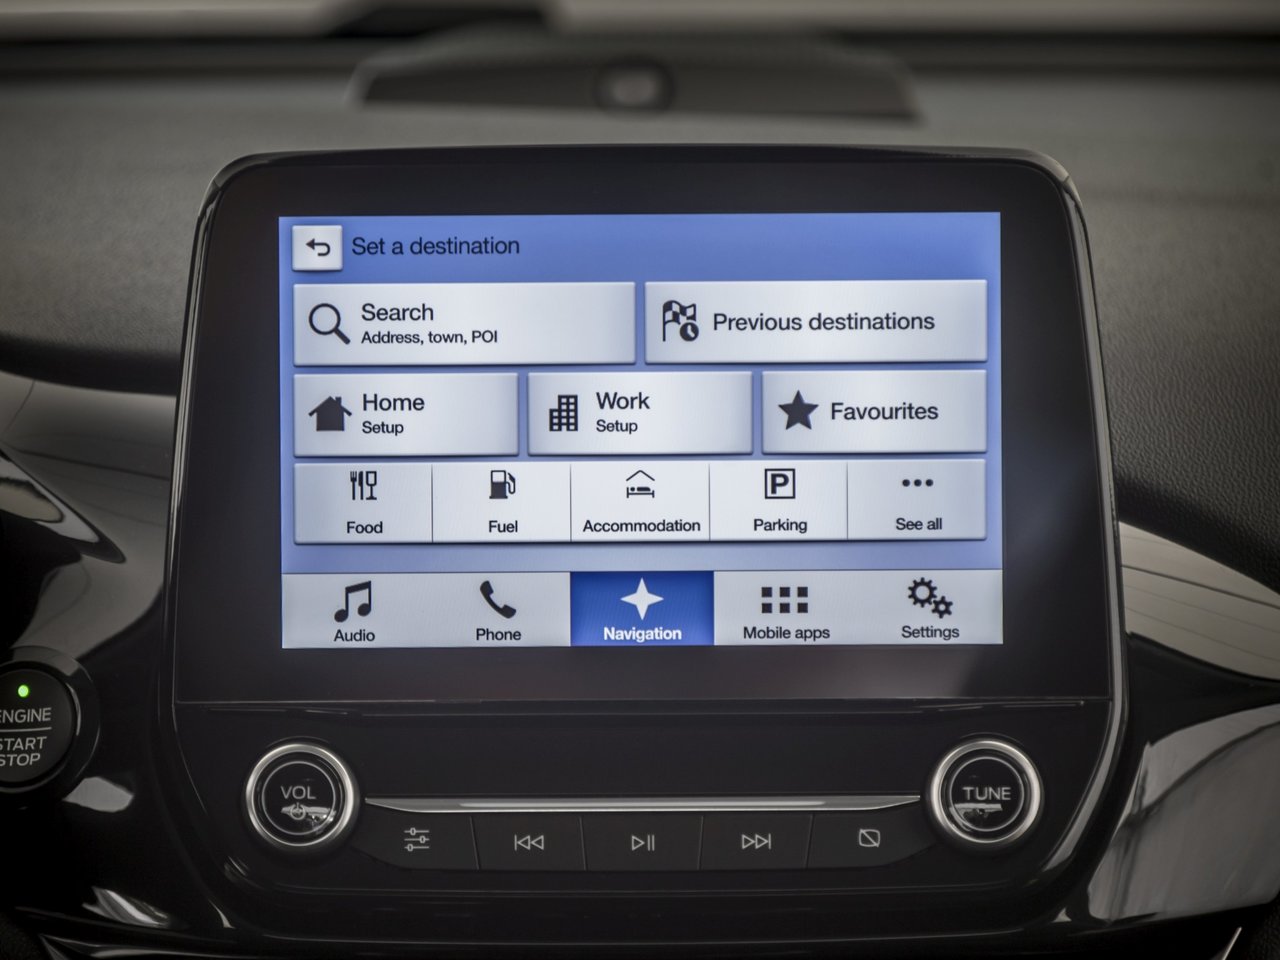 Set a destination
Search
Address, town, POI
Previous destinations
Home
Setup
Work
Setup
Favourites
Food
Fuel
Accommodation
P
Parking
See all
Audio
Phone
Navigation
Mobile apps
Settings
ENGINE
START
STOP
VOL
TUNE